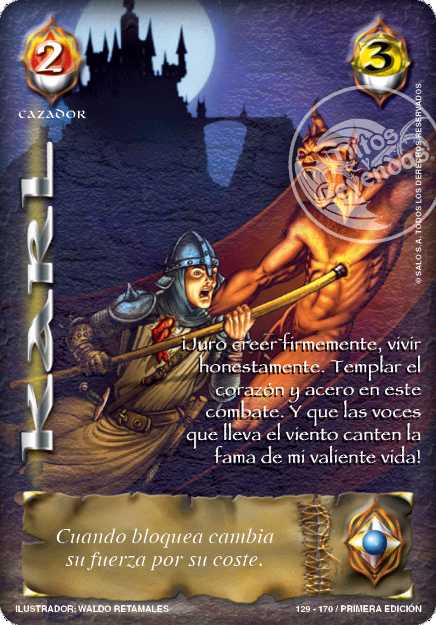 2
3
CAZADOR
KARL
Mitos y Leyendas
© SALO S.A. TODOS LOS DERECHOS RESERVADOS
¡Juro creer firmemente, vivir
honestamente. Templar el
corazón y acero en este
combate. Y que las voces
que lleva el viento canten la
fama de mi valiente vida!
Cuando bloquea cambia
su fuerza por su coste.
ILUSTRADOR: WALDO RETAMALES
129 - 170 / PRIMERA EDICIÓN